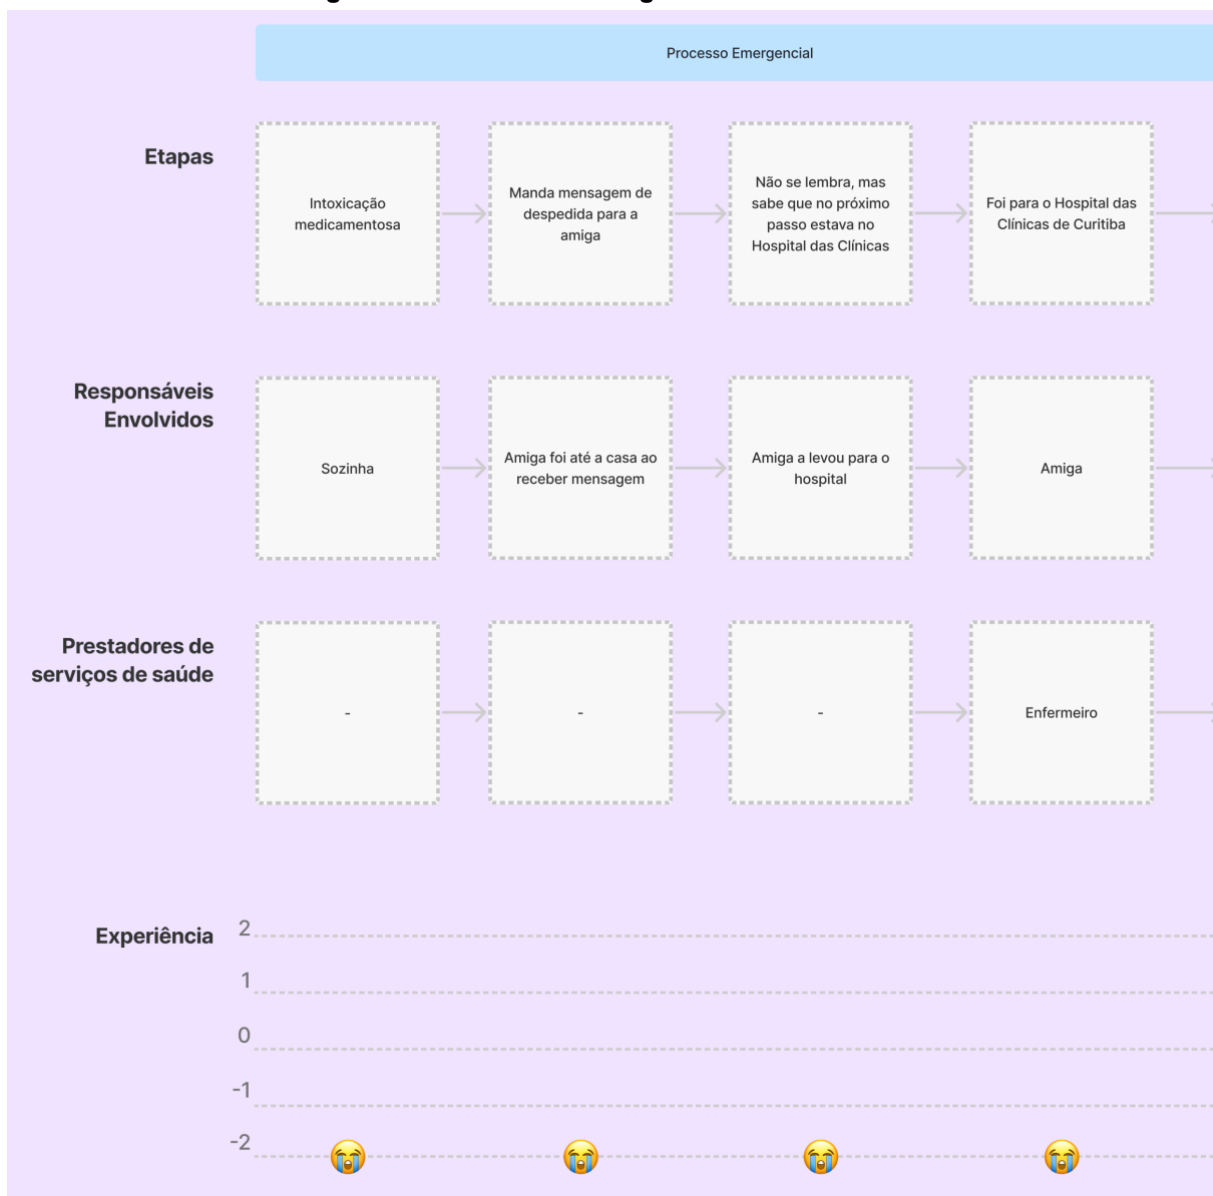 Processo Emergencial
Etapas
Intoxicação
medicamentosa
Manda mensagem de
despedida para a
amiga
Não se lembra, mas
sabe que no próximo
passo estava no
Hospital das Clínicas
Foi para o Hospital das
Clínicas de Curitiba
Responsáveis
Envolvidos
Sozinha
Amiga foi até a casa ao
receber mensagem
Amiga a levou para o
hospital
Amiga
Prestadores de
serviços de saúde
-
-
-
Enfermeiro
Experiência
2
1
0
-1
-2